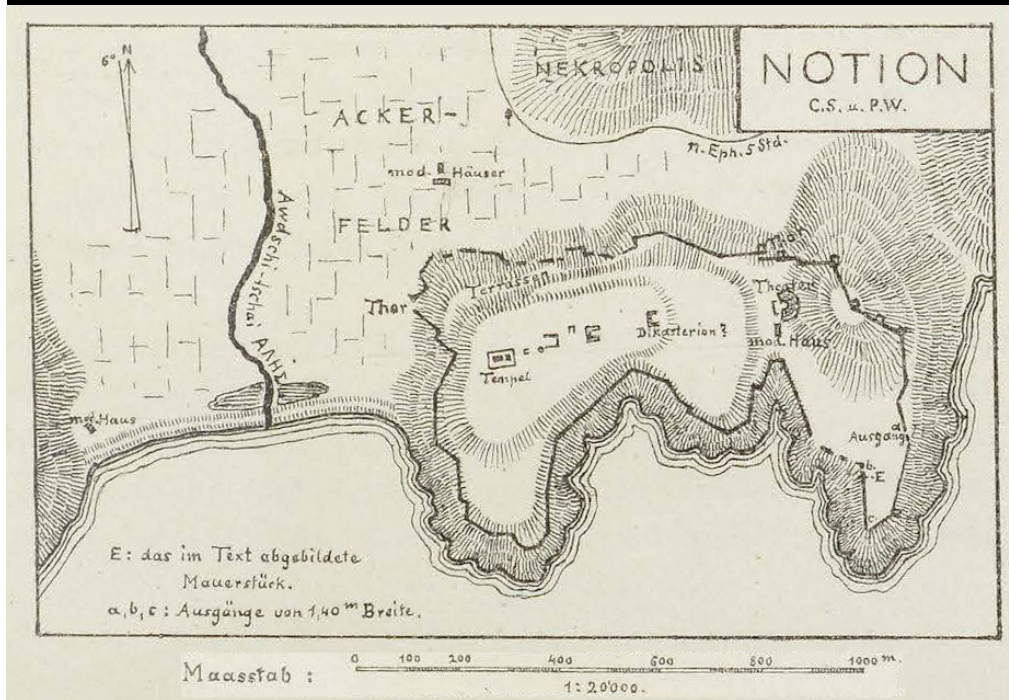 NOTION
C.S. u. P.W.
N
6°
NEKROPOLIS
ACKER-
n. Eph. 5 Std.
mod. Häuser
FELDER
Awdschi-tschai ΑΛΗΣ
Thor
Terrassen
Thor
Theater
Dikasterion?
mod. Haus
Tempel
mod. Haus
a
Ausgang
b.
E
c
E: das im Text abgebildete
Mauerstück.
a, b, c: Ausgänge von 1,40 m Breite.
Maasstab :
0 100 200 400 600 800 1000 m.
1: 20'000.